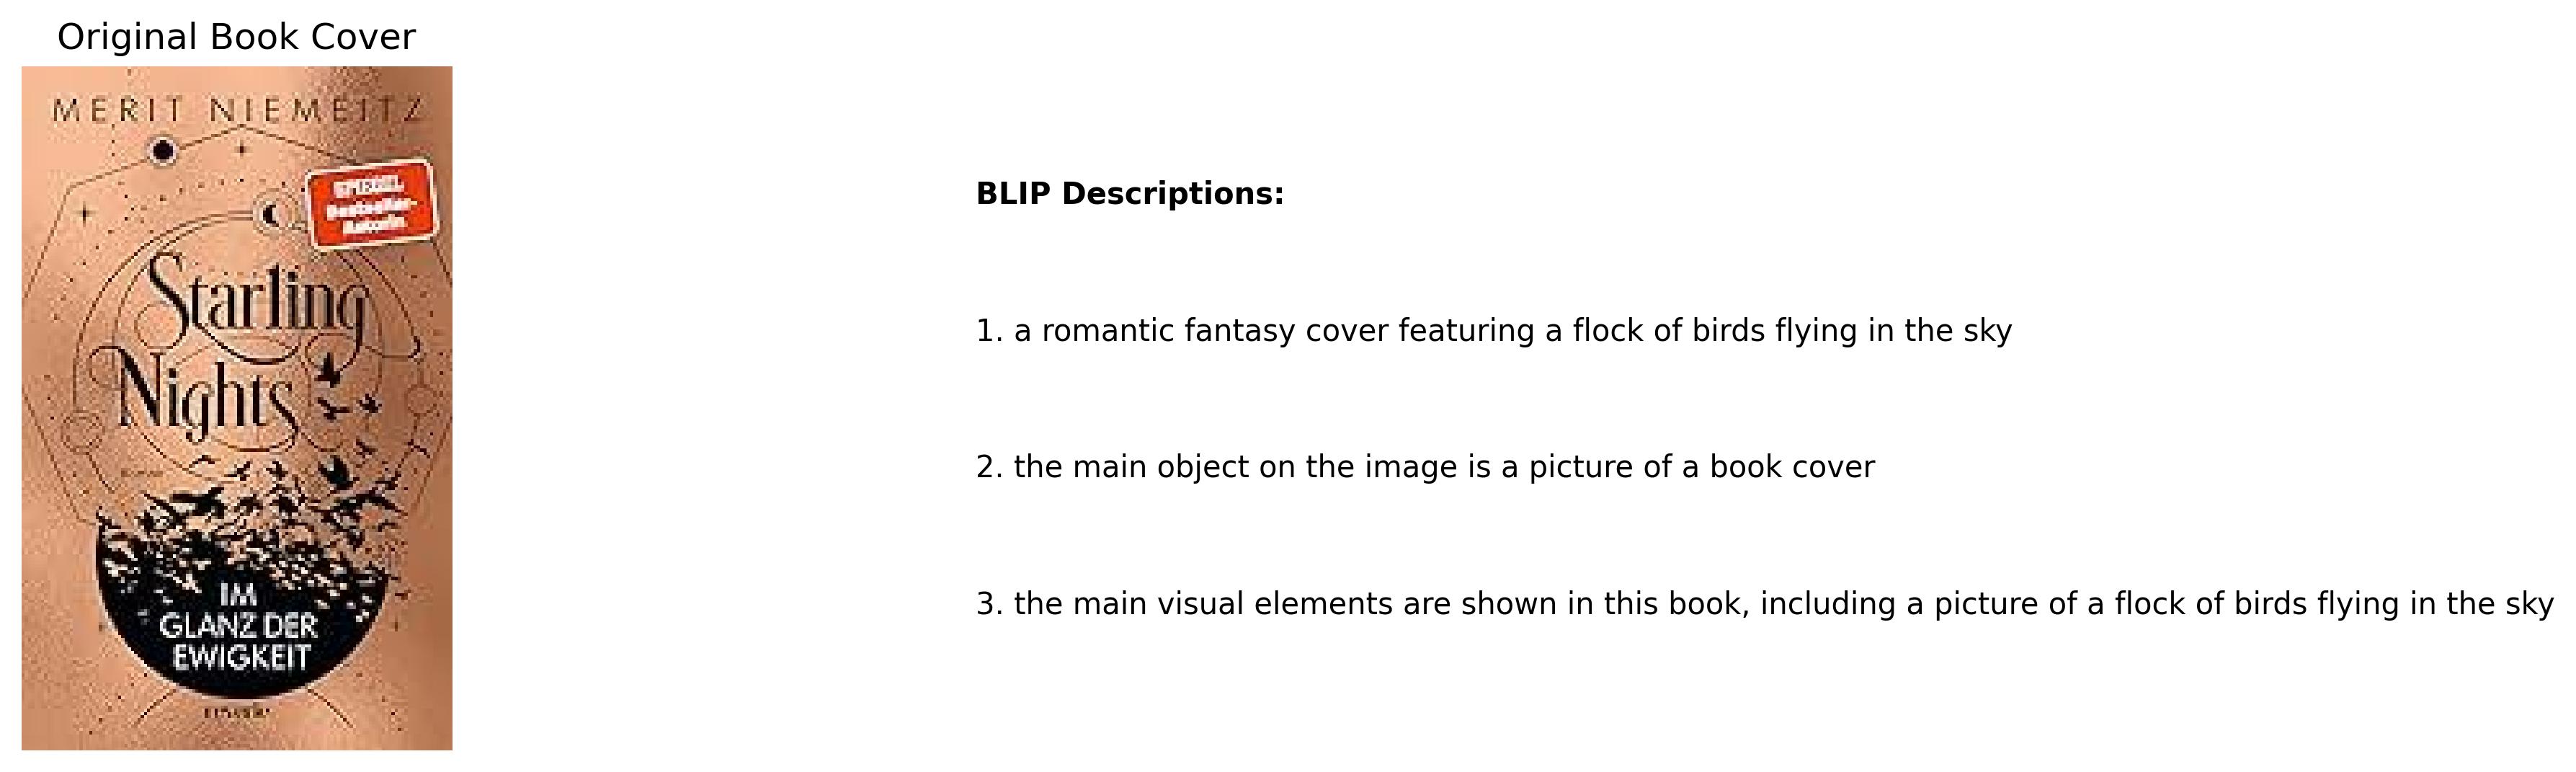 Original Book Cover
MERIT NIEMEITZ
SPIEGEL
Bestseller-
Autorin
Starling
Nights
Roman
IM
GLANZ DER
EWIGKEIT
BLIP Descriptions:
1. a romantic fantasy cover featuring a flock of birds flying in the sky
2. the main object on the image is a picture of a book cover
3. the main visual elements are shown in this book, including a picture of a flock of birds flying in the sky